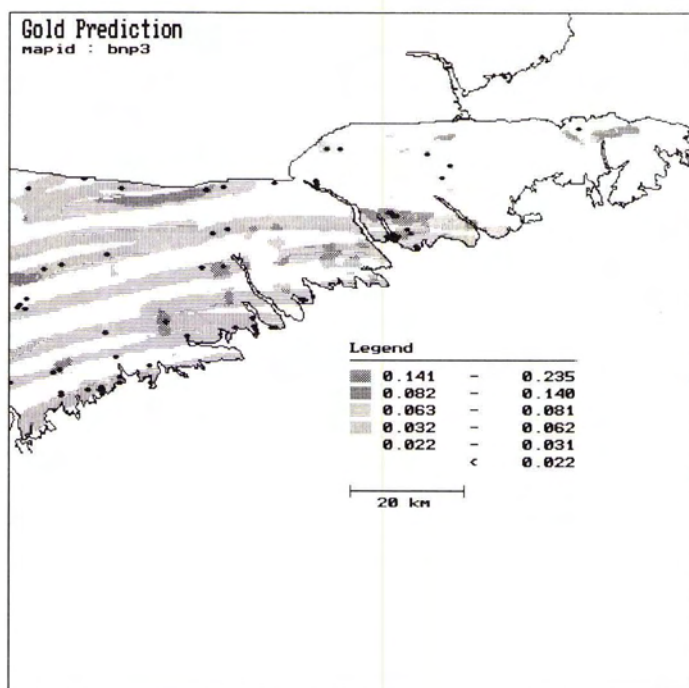 Gold Prediction
mapid : bnp3
Legend
0.141 - 0.235
0.082 - 0.140
0.063 - 0.081
0.032 - 0.062
0.022 - 0.031
< 0.022
20 km